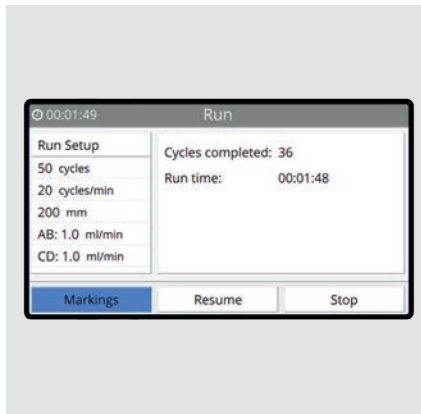 00:01:49 Run
Run Setup
50 cycles
20 cycles/min
200 mm
AB: 1.0 ml/min
CD: 1.0 ml/min
Cycles completed: 36
Run time: 00:01:48
Markings Resume Stop